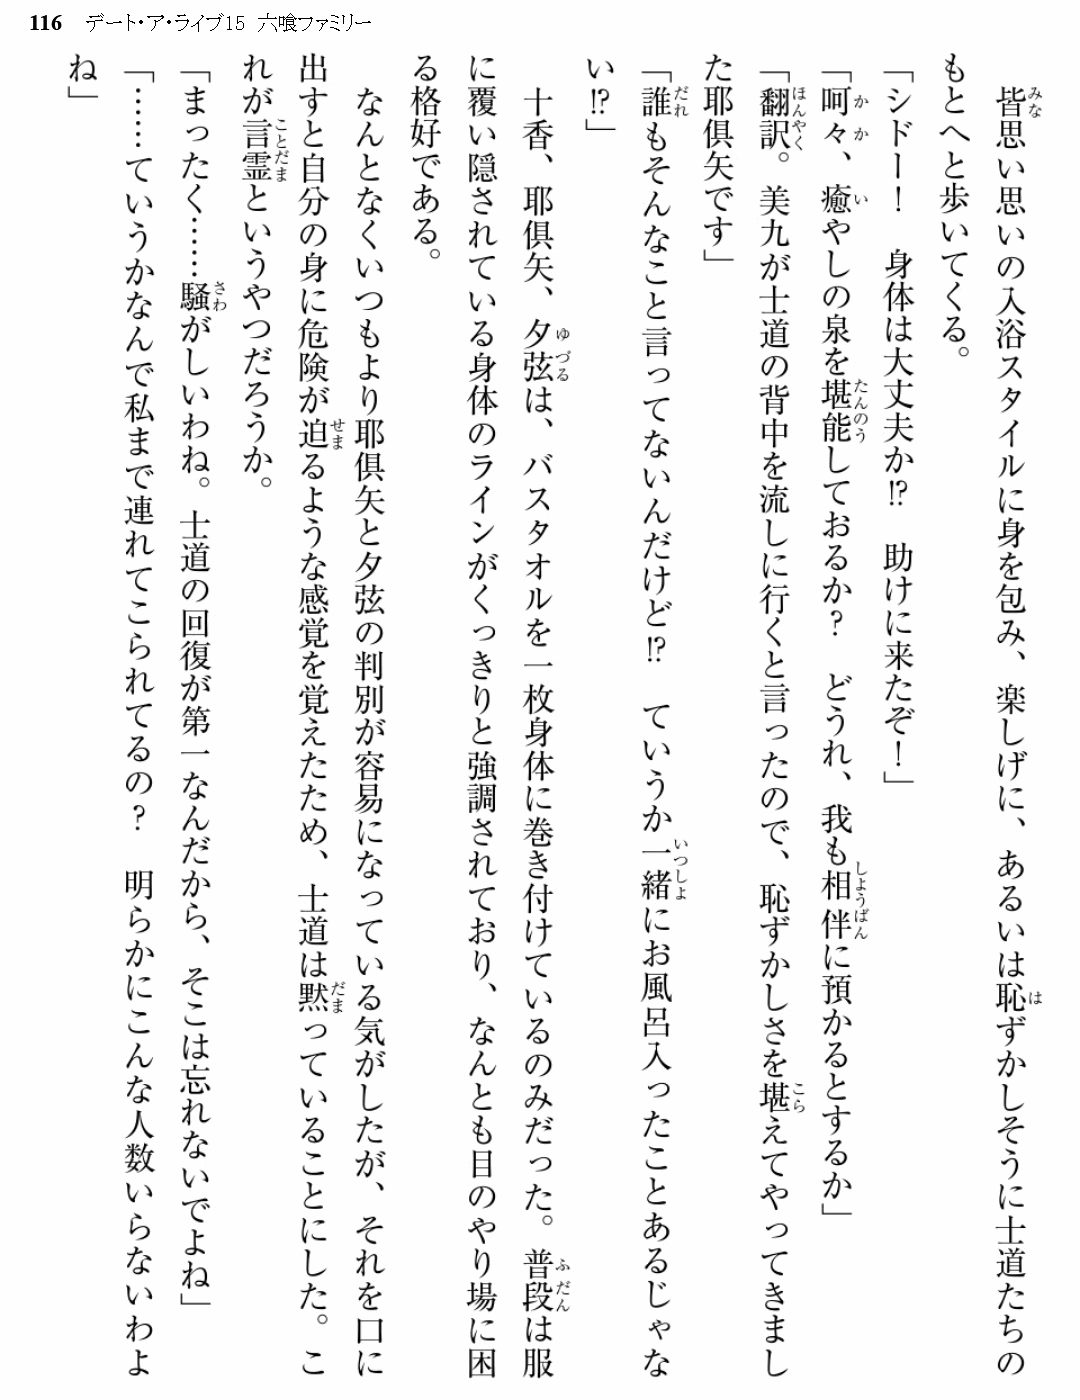 116　デート・ア・ライブ15　六喰ファミリー
皆思い思いの入浴スタイルに身を包み、楽しげに、あるいは恥ずかしそうに士道たちの
もとへと歩いてくる。
「シドー！　身体は大丈夫か⁉　助けに来たぞ！」
「呵々、癒やしの泉を堪能しておるか？　どうれ、我も相伴に預かるとするか」
「翻訳。美九が士道の背中を流しに行くと言ったので、恥ずかしさを堪えてやってきまし
た耶倶矢です」
「誰もそんなこと言ってないんだけど⁉　ていうか一緒にお風呂入ったことあるじゃな
い⁉」
十香、耶倶矢、夕弦は、バスタオルを一枚身体に巻き付けているのみだった。普段は服
に覆い隠されている身体のラインがくっきりと強調されており、なんとも目のやり場に困
る格好である。
なんとなくいつもより耶倶矢と夕弦の判別が容易になっている気がしたが、それを口に
出すと自分の身に危険が迫るような感覚を覚えたため、士道は黙っていることにした。こ
れが言霊というやつだろうか。
「まったく……騒がしいわね。士道の回復が第一なんだから、そこは忘れないでよね」
「……ていうかなんで私まで連れてこられてるの？　明らかにこんな人数いらないわよ
ね」